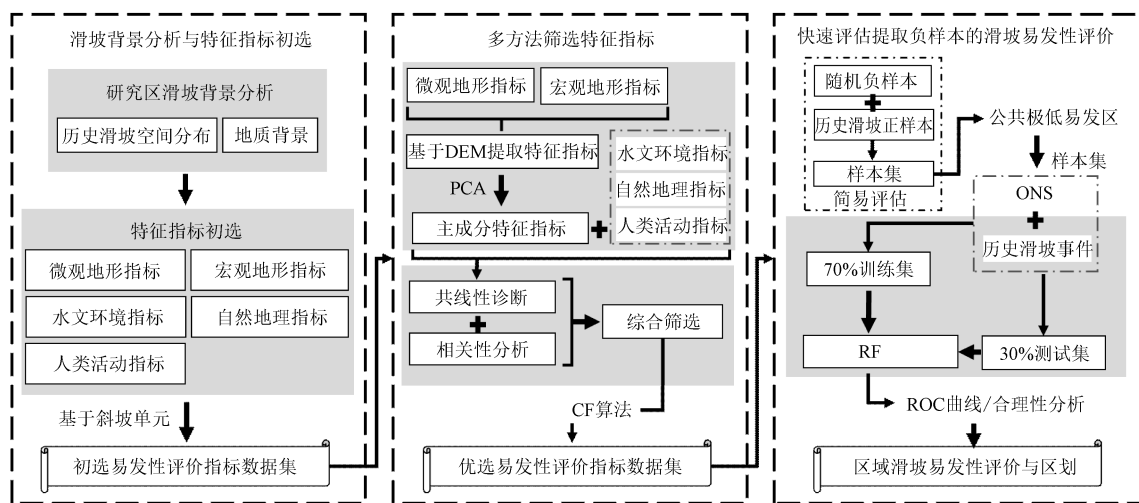 滑坡背景分析与特征指标初选
研究区滑坡背景分析
历史滑坡空间分布
地质背景
特征指标初选
微观地形指标
宏观地形指标
水文环境指标
自然地理指标
人类活动指标
基于斜坡单元
初选易发性评价指标数据集
多方法筛选特征指标
微观地形指标
宏观地形指标
基于DEM提取特征指标
PCA
主成分特征指标
水文环境指标
自然地理指标
人类活动指标
共线性诊断
相关性分析
综合筛选
CF算法
优选易发性评价指标数据集
快速评估提取负样本的滑坡易发性评价
随机负样本
历史滑坡正样本
样本集
简易评估
公共极低易发区
样本集
ONS
历史滑坡事件
70%训练集
RF
30%测试集
ROC曲线/合理性分析
区域滑坡易发性评价与区划